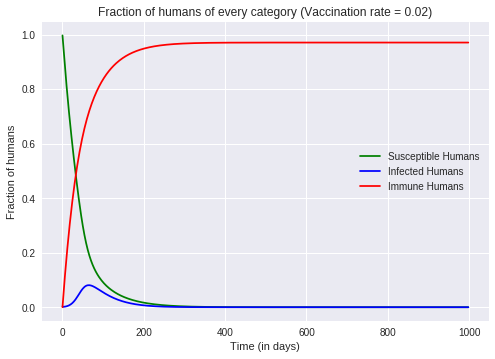 Fraction of humans of every category (Vaccination rate = 0.02)
1.0
0.8
0.6
0.4
0.2
0.0
Fraction of humans
Susceptible Humans
Infected Humans
Immune Humans
0 200 400 600 800 1000
Time (in days)